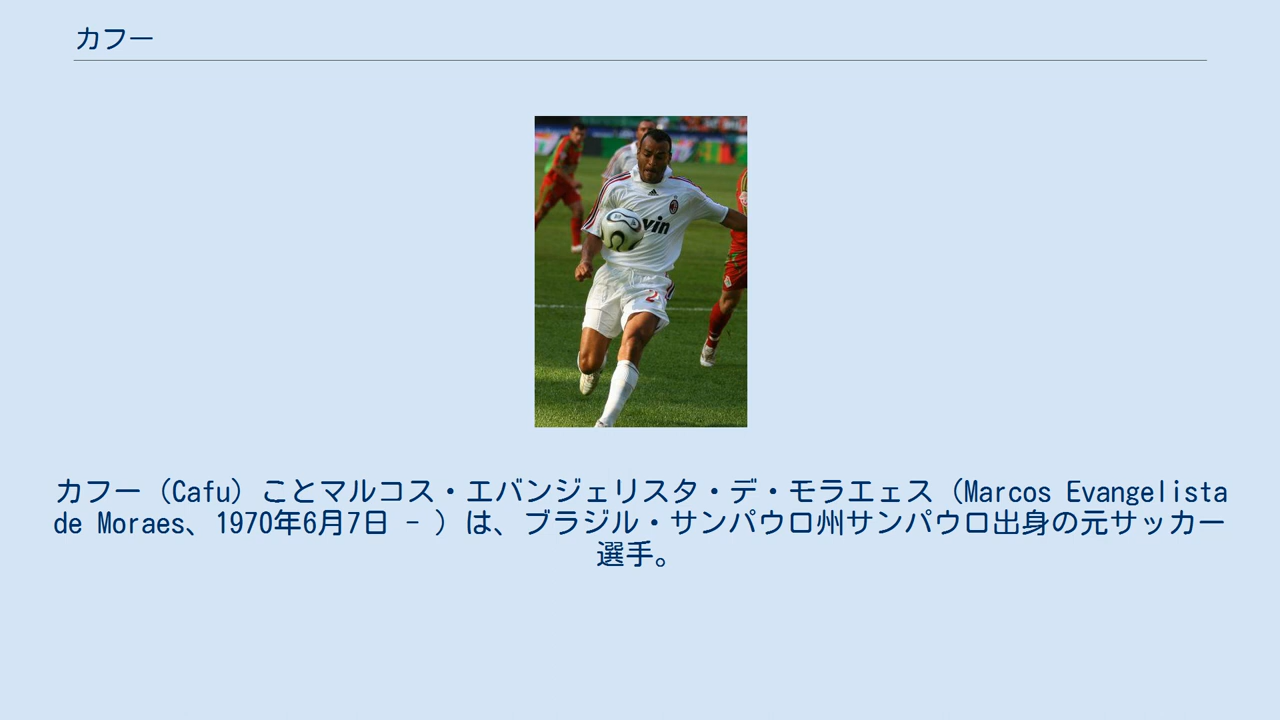 カフー
vin
2
カフー（Cafu）ことマルコス・エバンジェリスタ・デ・モラエェス（Marcos Evangelista
de Moraes、1970年6月7日 - ）は、ブラジル・サンパウロ州サンパウロ出身の元サッカー
選手。